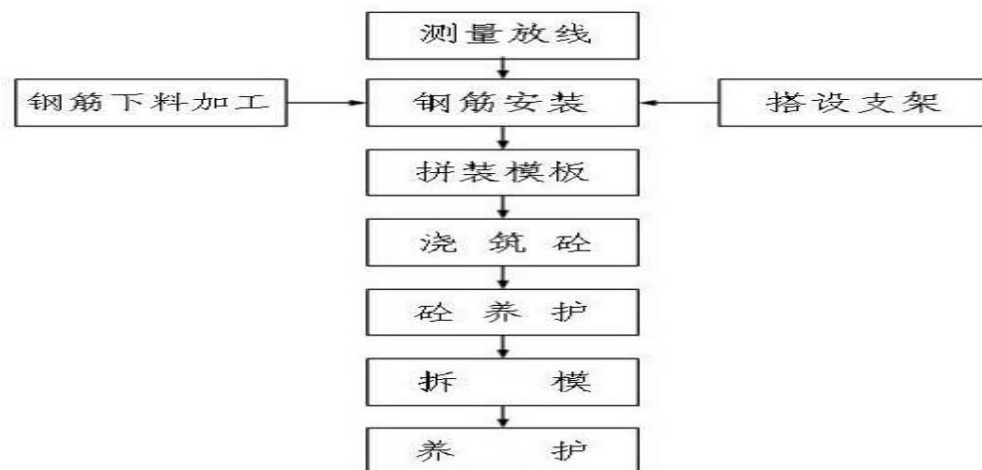 测量放线
钢筋下料加工
钢筋安装
搭设支架
拼装模板
浇筑砼
砼养护
拆模
养护